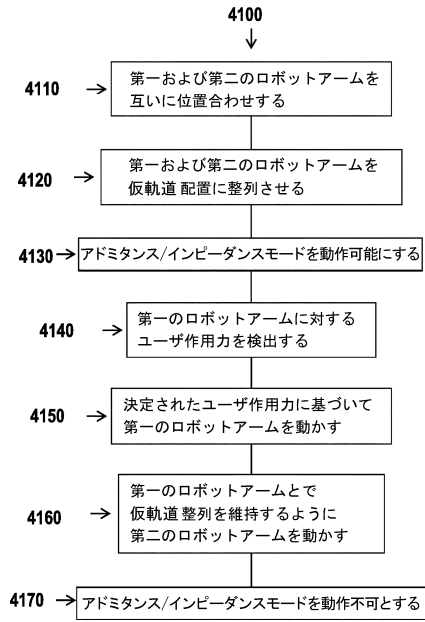 4100
4110
第一および第二のロボットアームを
互いに位置合わせする
4120
第一および第二のロボットアームを
仮軌道配置に整列させる
4130
アドミタンス/インピーダンスモードを動作可能にする
4140
第一のロボットアームに対する
ユーザ作用力を検出する
4150
決定されたユーザ作用力に基づいて
第一のロボットアームを動かす
4160
第一のロボットアームとで
仮軌道整列を維持するように
第二のロボットアームを動かす
4170
アドミタンス/インピーダンスモードを動作不可とする